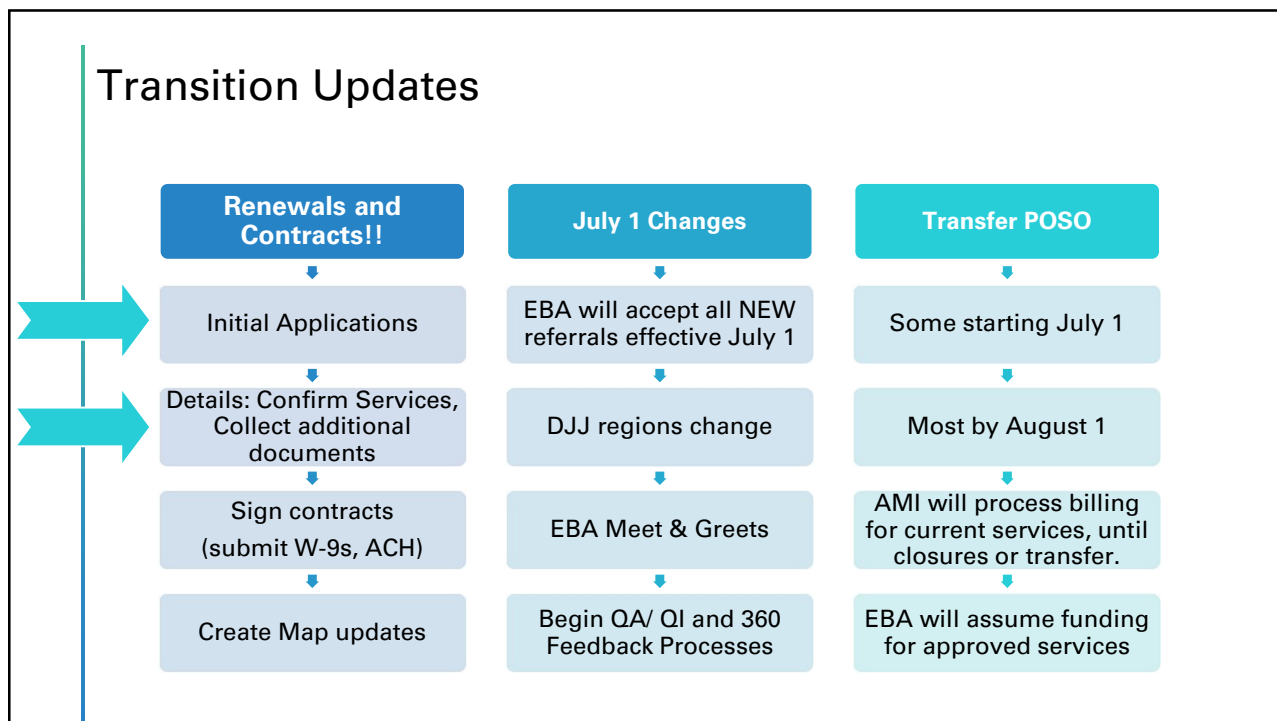 Transition Updates
Renewals and
Contracts!!
Initial Applications
Details: Confirm Services,
Collect additional
documents
Sign contracts
(submit W-9s, ACH)
Create Map updates
July 1 Changes
EBA will accept all NEW
referrals effective July 1
DJJ regions change
EBA Meet & Greets
Begin QA/ QI and 360
Feedback Processes
Transfer POSO
Some starting July 1
Most by August 1
AMI will process billing
for current services, until
closures or transfer.
EBA will assume funding
for approved services